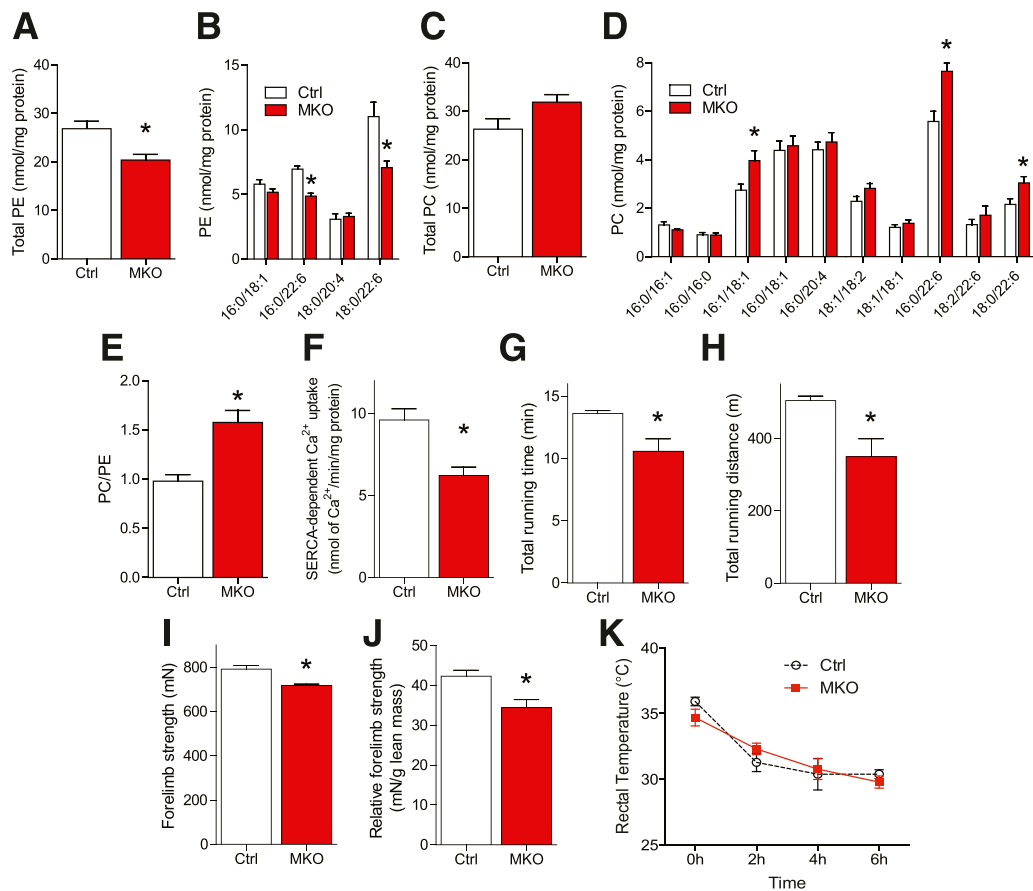 A
Total PE (nmol/mg protein)
40
30
20
10
0
*
Ctrl
MKO
B
PE (nmol/mg protein)
15
10
5
0
Ctrl
MKO
*
*
16:0/18:1
16:0/22:6
18:0/20:4
18:0/22:6
C
Total PC (nmol/mg protein)
40
30
20
10
0
Ctrl
MKO
D
PC (nmol/mg protein)
8
6
4
2
0
Ctrl
MKO
*
*
*
16:0/16:1
16:0/16:0
16:1/18:1
16:0/18:1
16:0/20:4
18:1/18:2
18:1/18:1
16:0/22:6
18:2/22:6
18:0/22:6
E
PC/PE
2.0
1.5
1.0
0.5
0.0
*
Ctrl
MKO
F
SERCA-dependent Ca²⁺ uptake
(nmol of Ca²⁺/min/mg protein)
10
5
0
*
Ctrl
MKO
G
Total running time (min)
15
10
5
0
*
Ctrl
MKO
H
Total running distance (m)
400
200
0
*
Ctrl
MKO
I
Forelimb strength (mN)
800
600
400
200
0
*
Ctrl
MKO
J
Relative forelimb strength
(mN/g lean mass)
50
40
30
20
10
0
*
Ctrl
MKO
K
Rectal Temperature (°C)
40
35
30
25
Ctrl
MKO
0h
2h
4h
6h
Time